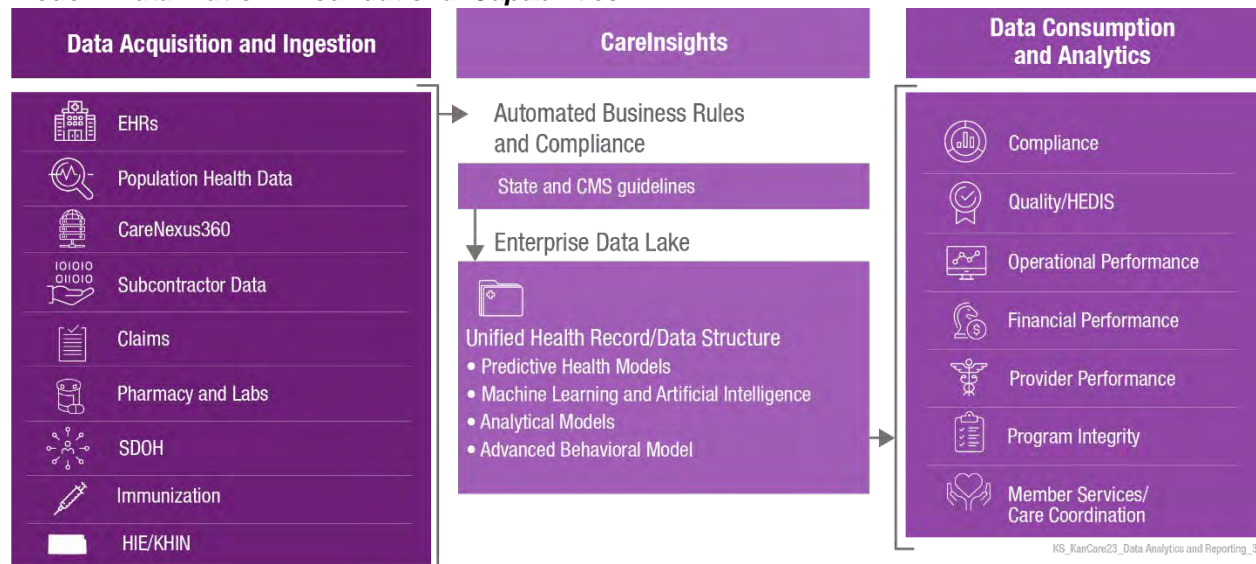 Data Acquisition and Ingestion
EHRs
Population Health Data
CareNexus360
101010
011010
Subcontractor Data
Claims
Pharmacy and Labs
SDOH
Immunization
HIE/KHIN
CareInsights
Automated Business Rules
and Compliance
State and CMS guidelines
Enterprise Data Lake
Unified Health Record/Data Structure
• Predictive Health Models
• Machine Learning and Artificial Intelligence
• Analytical Models
• Advanced Behavioral Model
Data Consumption
and Analytics
Compliance
Quality/HEDIS
Operational Performance
Financial Performance
Provider Performance
Program Integrity
Member Services/
Care Coordination
KS_KanCare23_Data Analytics and Reporting_3